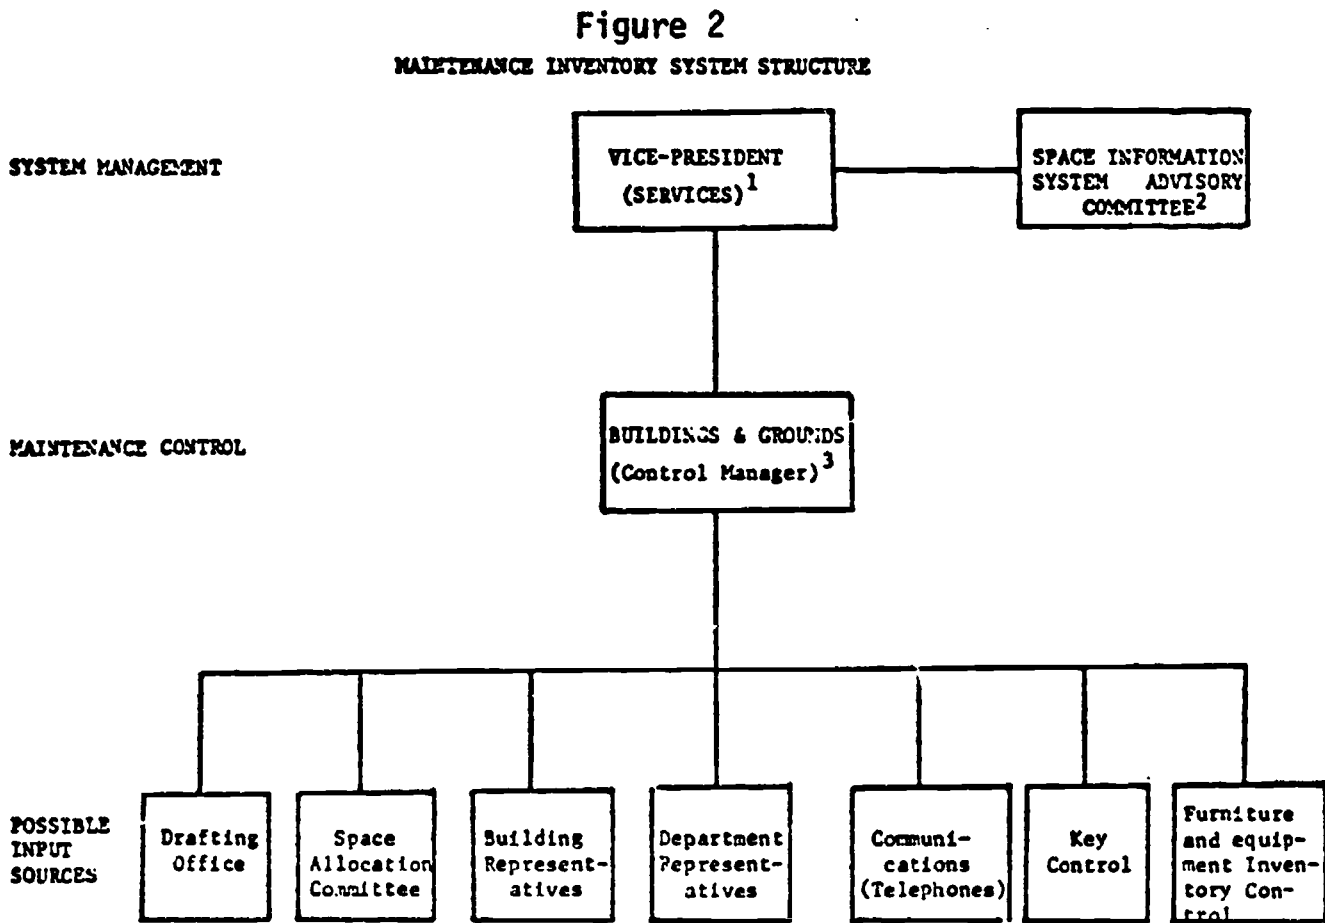 Figure 2
MAINTENANCE INVENTORY SYSTEM STRUCTURE
SYSTEM MANAGEMENT
VICE-PRESIDENT
(SERVICES)1
SPACE INFORMATION
SYSTEM ADVISORY
COMMITTEE2
MAINTENANCE CONTROL
BUILDINGS & GROUNDS
(Control Manager)3
POSSIBLE
INPUT
SOURCES
Drafting
Office
Space
Allocation
Committee
Building
Represent-
atives
Department
Represent-
atives
Communi-
cations
(Telephones)
Key
Control
Furniture
and equip-
ment Inven-
tory Con-
trol